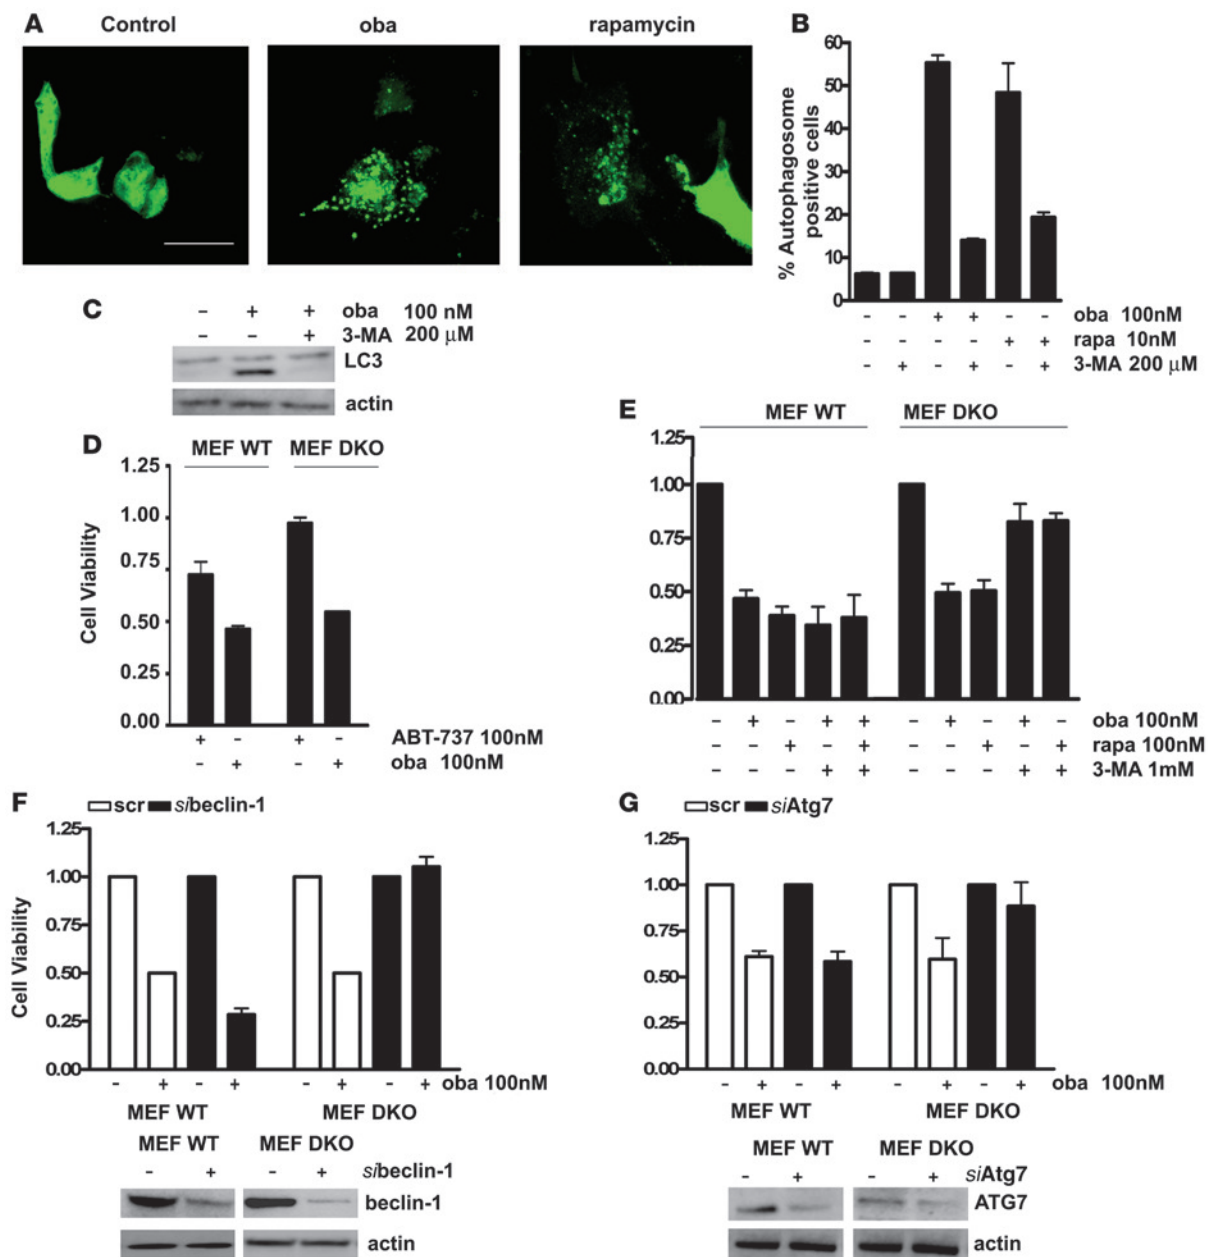 A
Control
oba
rapamycin
B
% Autophagosome
positive cells
60
50
40
30
20
10
0
- - + + - - oba 100nM
- - - - + + rapa 10nM
- + - + - + 3-MA 200 µM
C
- + + oba 100 nM
- - + 3-MA 200 µM
LC3
actin
D
MEF WT MEF DKO
Cell Viability
1.25
1.00
0.75
0.50
0.25
0.00
+ - + - ABT-737 100nM
- + - + oba 100nM
E
MEF WT MEF DKO
1.25
1.00
0.75
0.50
0.25
0.00
- + - + + - + - + - oba 100nM
- - + - + - - + - + rapa 100nM
- - - + + - - - + + 3-MA 1mM
F
scr sibeclin-1
Cell Viability
1.25
1.00
0.75
0.50
0.25
0.00
- + - + - + - + oba 100nM
MEF WT MEF DKO
MEF WT MEF DKO
- + - + sibeclin-1
beclin-1
actin
G
scr siAtg7
1.25
1.00
0.75
0.50
0.25
0.00
- + - + - + - + oba 100nM
MEF WT MEF DKO
MEF WT MEF DKO
- + - + siAtg7
ATG7
actin